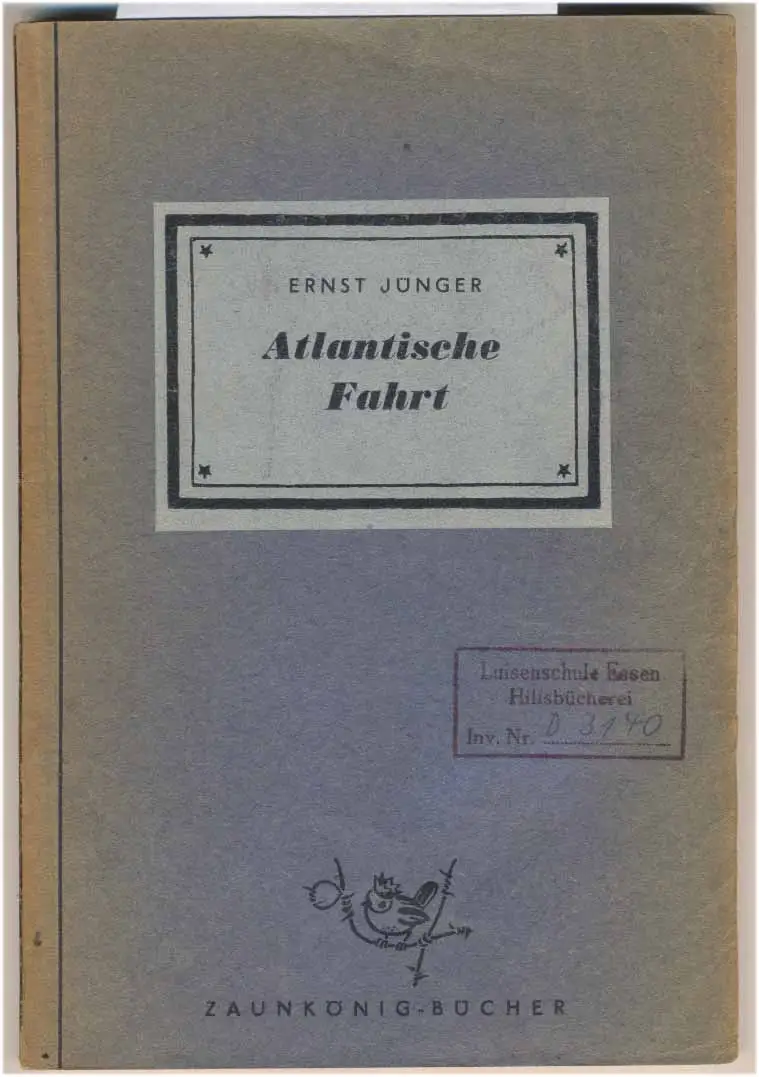 ERNST JÜNGER
Atlantische
Fahrt
Luisenschule Essen
Hilfsbücherei
Inv. Nr. D 3140
ZAUNKÖNIG-BÜCHER